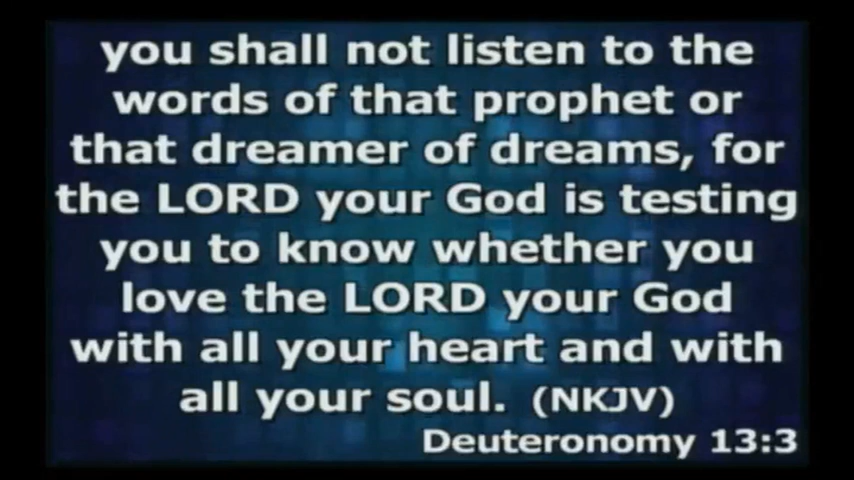 you shall not listen to the
words of that prophet or
that dreamer of dreams, for
the LORD your God is testing
you to know whether you
love the LORD your God
with all your heart and with
all your soul. (NKJV)
Deuteronomy 13:3